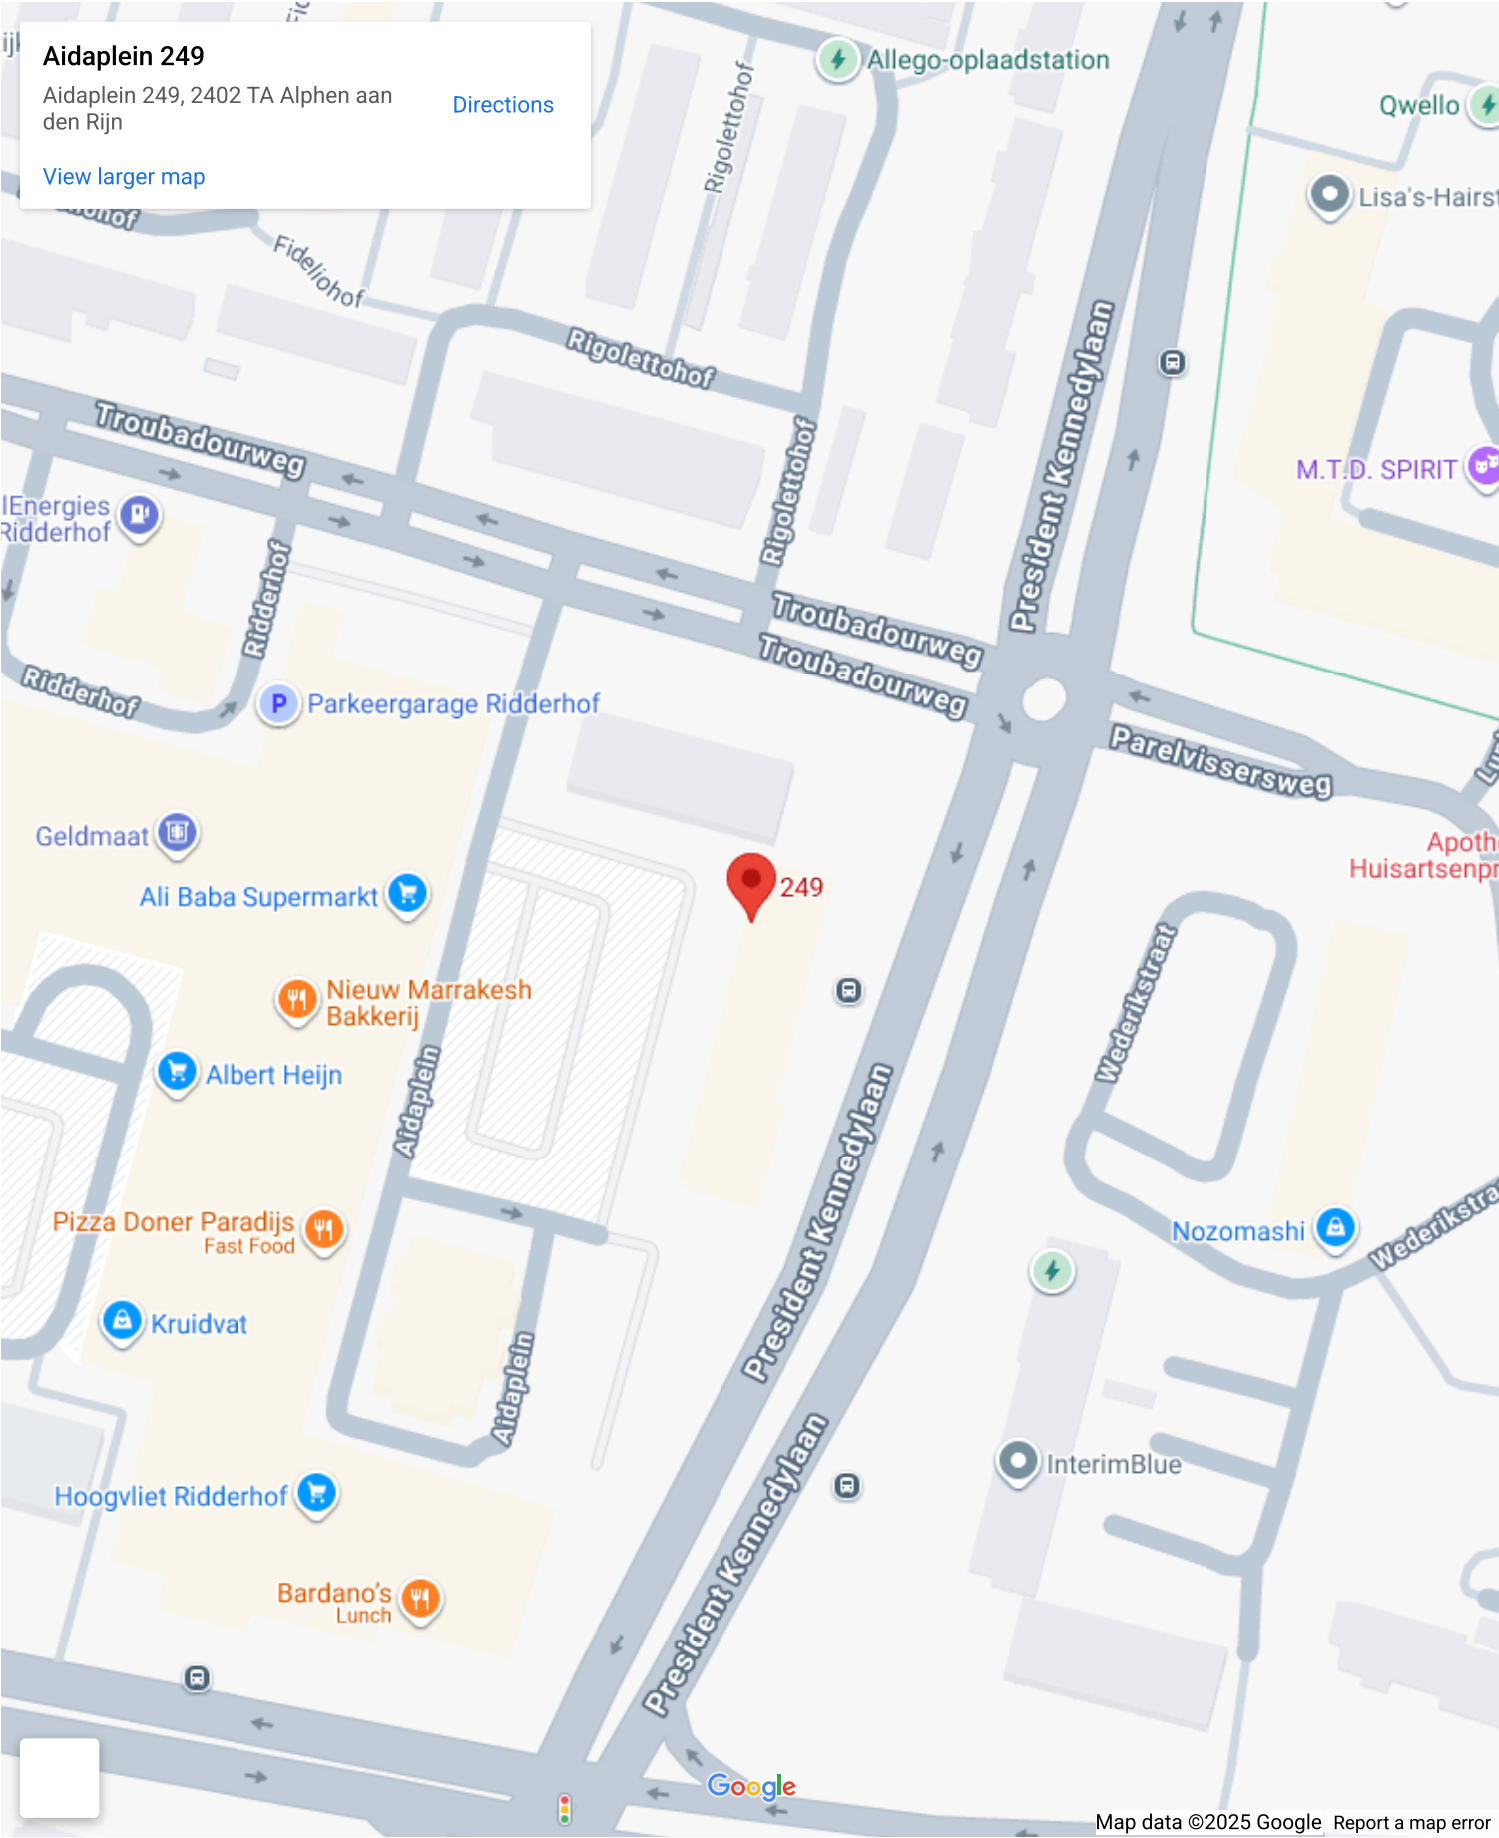 Aidaplein 249
Aidaplein 249, 2402 TA Alphen aan
den Rijn
Directions
View larger map
Allego-oplaadstation
Qwello
Rigolettohof
Lisa's-Hairst
Fideliohof
Rigolettohof
President Kennedylaan
Troubadourweg
Rigolettohof
M.T.D. SPIRIT
lEnergies
Ridderhof
Ridderhof
Troubadourweg
Troubadourweg
Ridderhof
P
Parkeergarage Ridderhof
Parelvissersweg
Geldmaat
Apoth
Huisartsenpr
Ali Baba Supermarkt
249
Nieuw Marrakesh
Bakkerij
Wederikstraat
Albert Heijn
Aidaplein
President Kennedylaan
Pizza Doner Paradijs
Fast Food
Nozomashi
Wederikstraa
Kruidvat
Aidaplein
InterimBlue
Hoogvliet Ridderhof
President Kennedylaan
Bardano's
Lunch
Google
Map data ©2025 Google
Report a map error